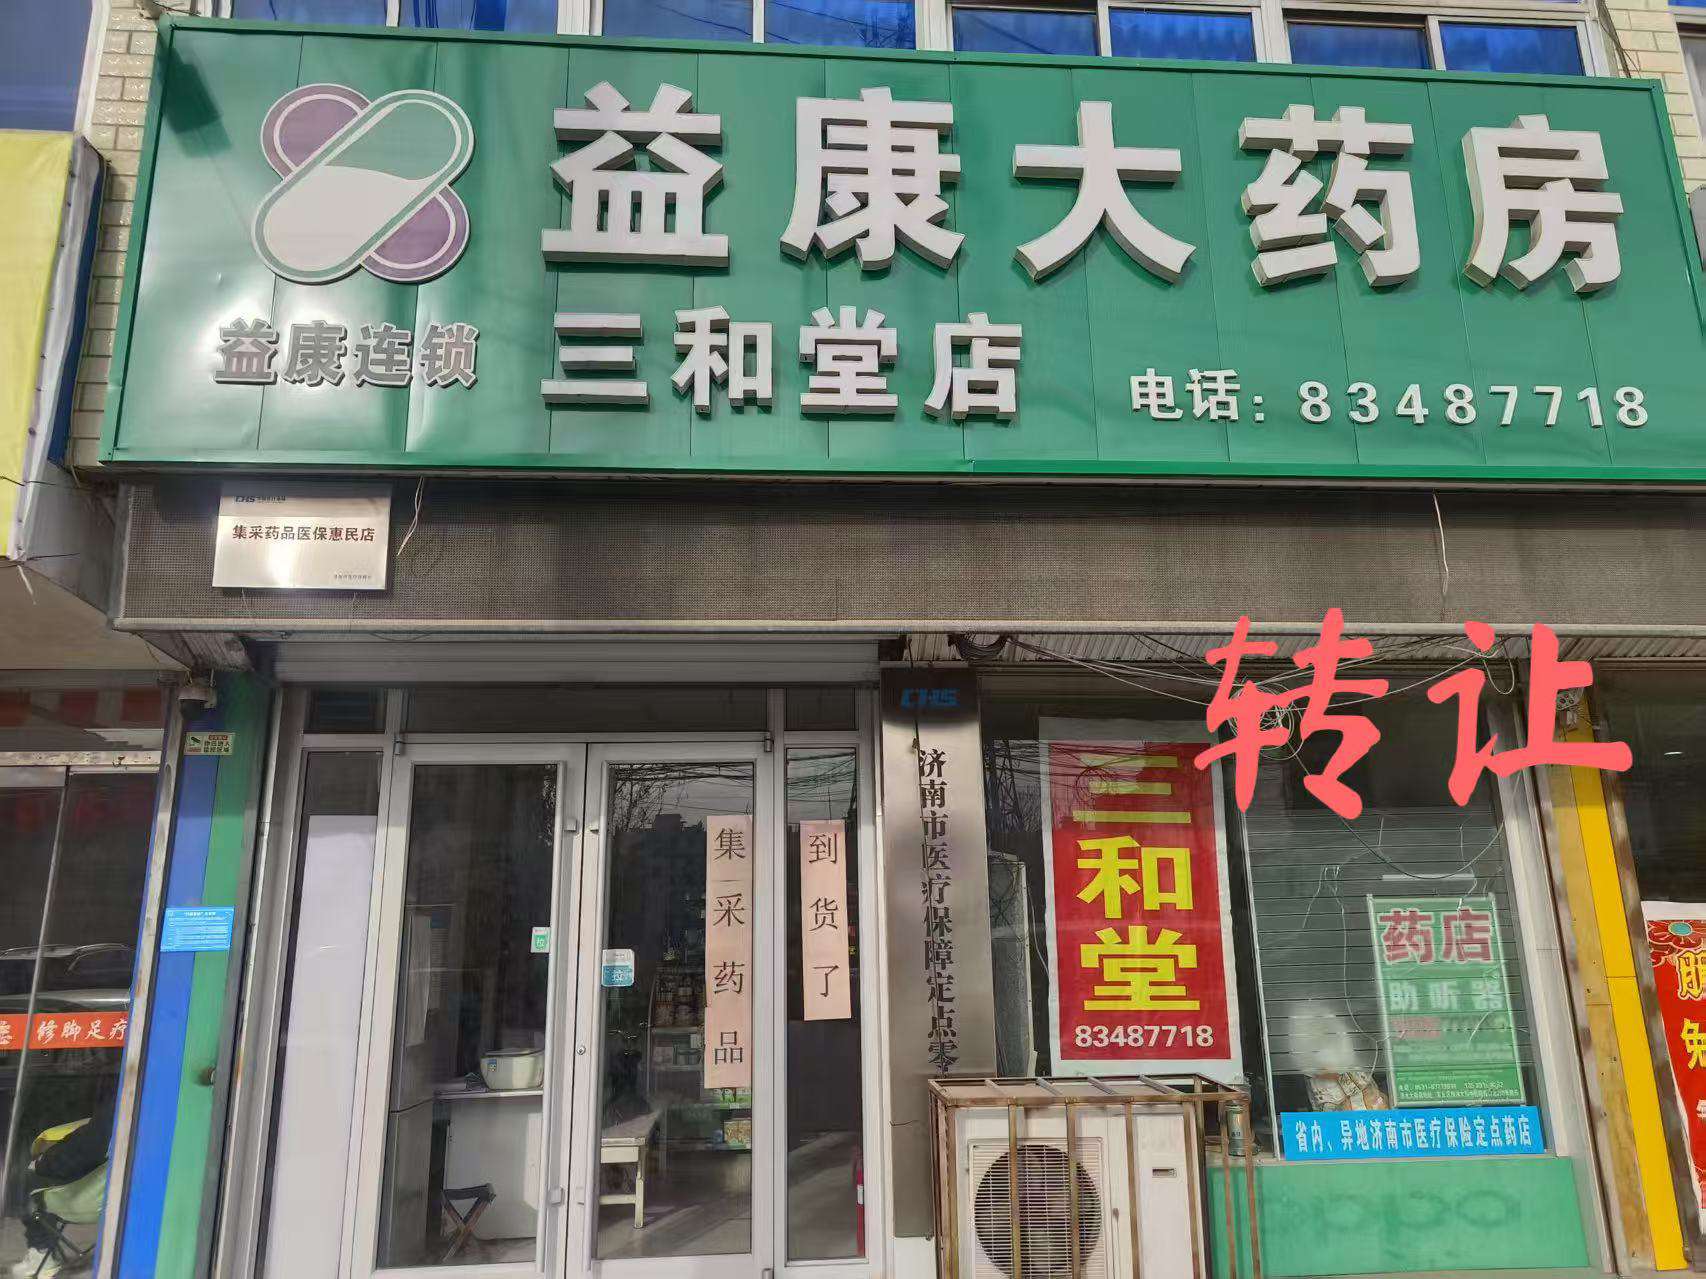 益康大药房
益康连锁
三和堂店
电话：83487718
集采药品医保惠民店
转让
CHS
济南市医疗保障定点零
集采药品
到货了
拉
拉
三和堂
83487718
药店
助听器
省内、异地济南市医疗保险定点药店
修脚足疗